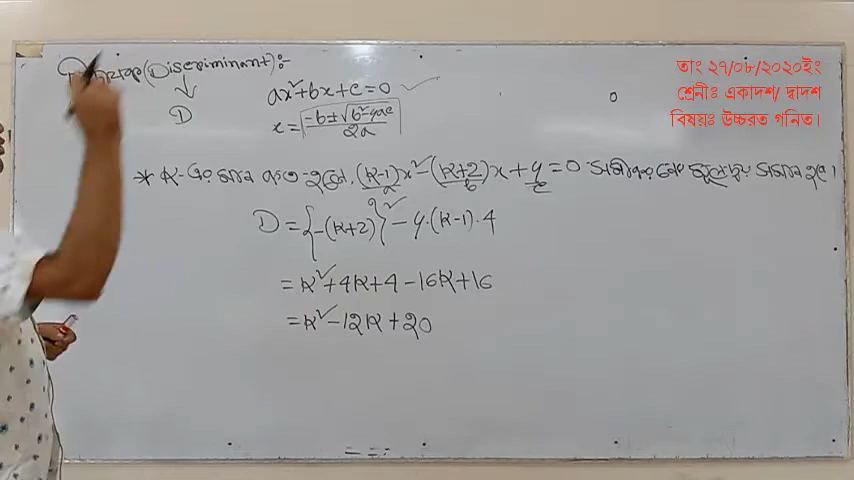 (Discriminant):-
D
ax²+bx+c=0
x = (-b±√(b²-4ac))/2a
* k-এর মান কত হলে, (k-1)x² - (k+2)x + 4 = 0 সমীকরণের মূলদ্বয় সমান হবে।
a b c
D = {-(k+2)}² - 4·(k-1)·4
= k²+4k+4-16k+16
= k²-12k+20
তাং ২৭/০৮/২০২০ইং
শ্রেনীঃ একাদশ/ দ্বাদশ
বিষয়ঃ উচ্চরত গনিত।